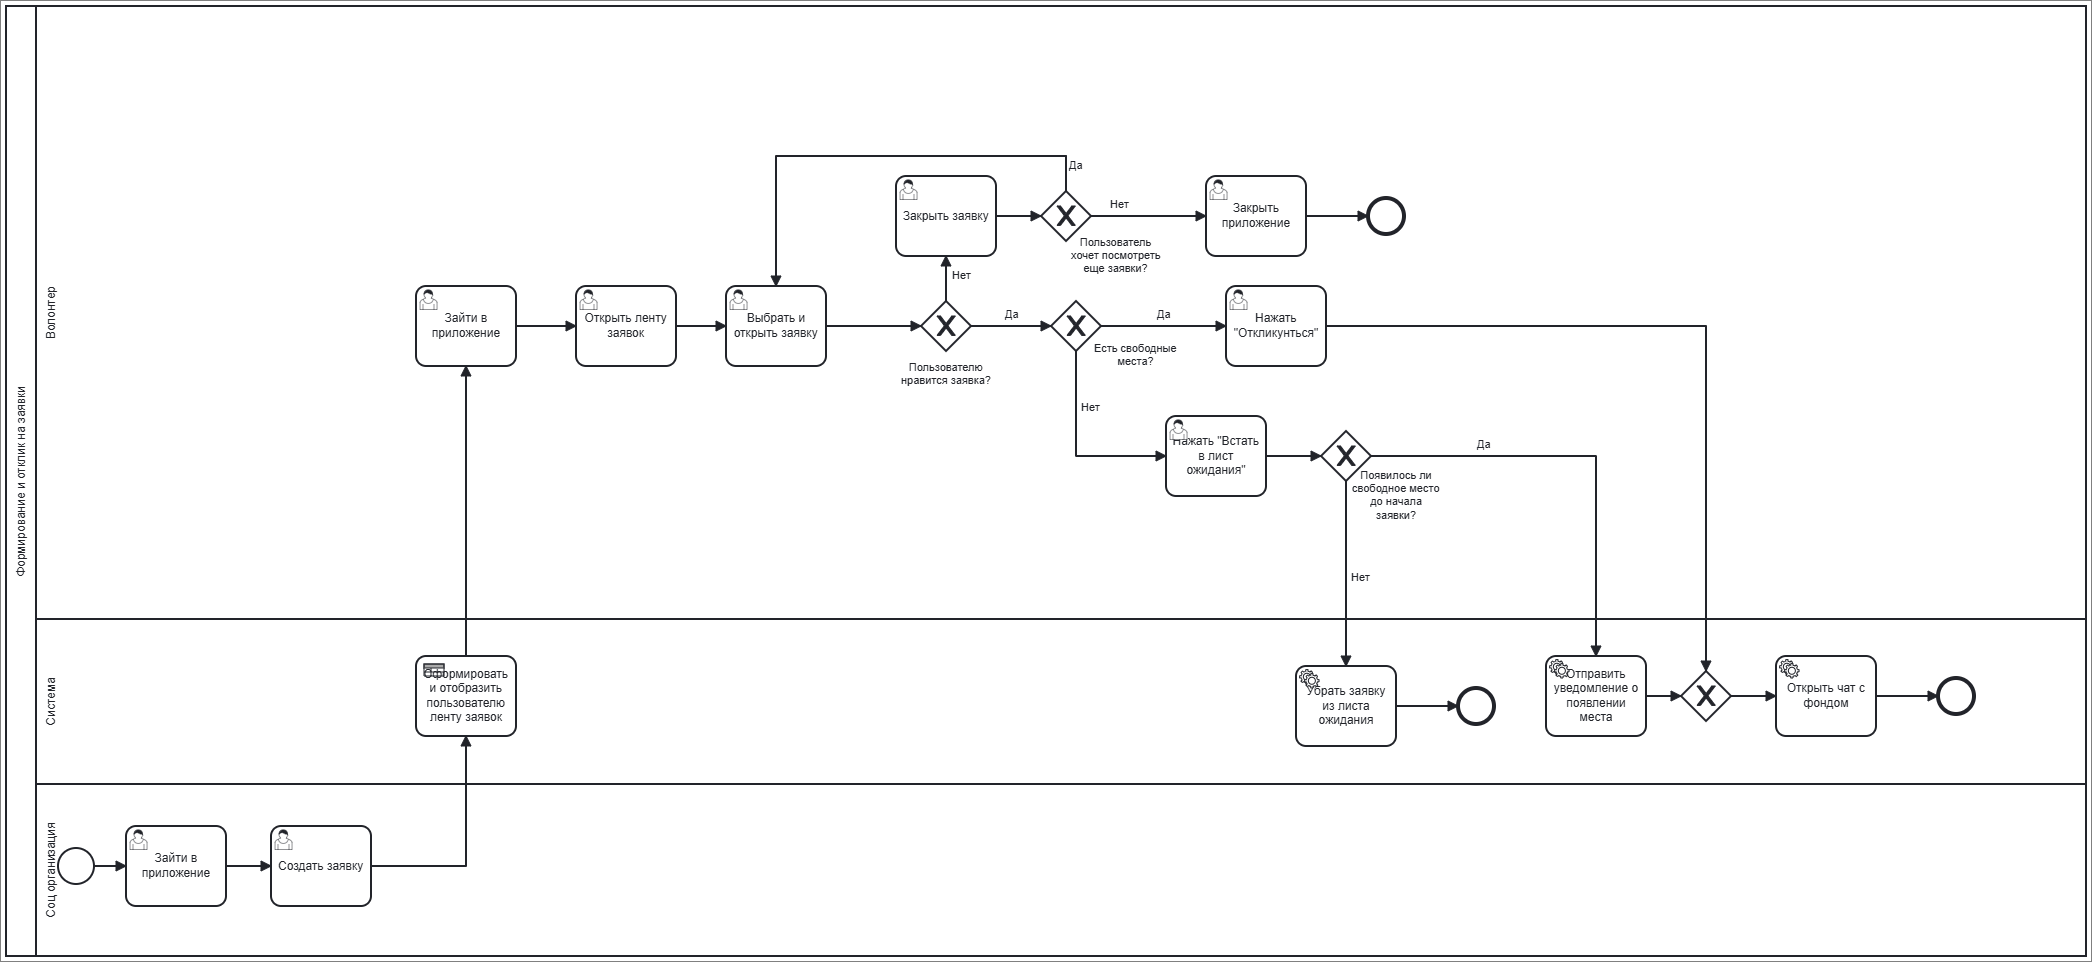 Формирование и отклик на заявки
Волонтер
Да
Закрыть заявку
Нет
Закрыть
приложение
Пользователь
хочет посмотреть
еще заявки?
Нет
Зайти в
приложение
Открыть ленту
заявок
Выбрать и
открыть заявку
Да
Да
Нажать
"Откликунться"
Пользователю
нравится заявка?
Есть свободные
места?
Нет
Нажать "Встать
в лист
ожидания"
Да
Появилось ли
свободное место
до начала
заявки?
Нет
Система
Сформировать
и отобразить
пользователю
ленту заявок
Убрать заявку
из листа
ожидания
Отправить
уведомление о
появлении
места
Открыть чат с
фондом
Соц организация
Зайти в
приложение
Создать заявку